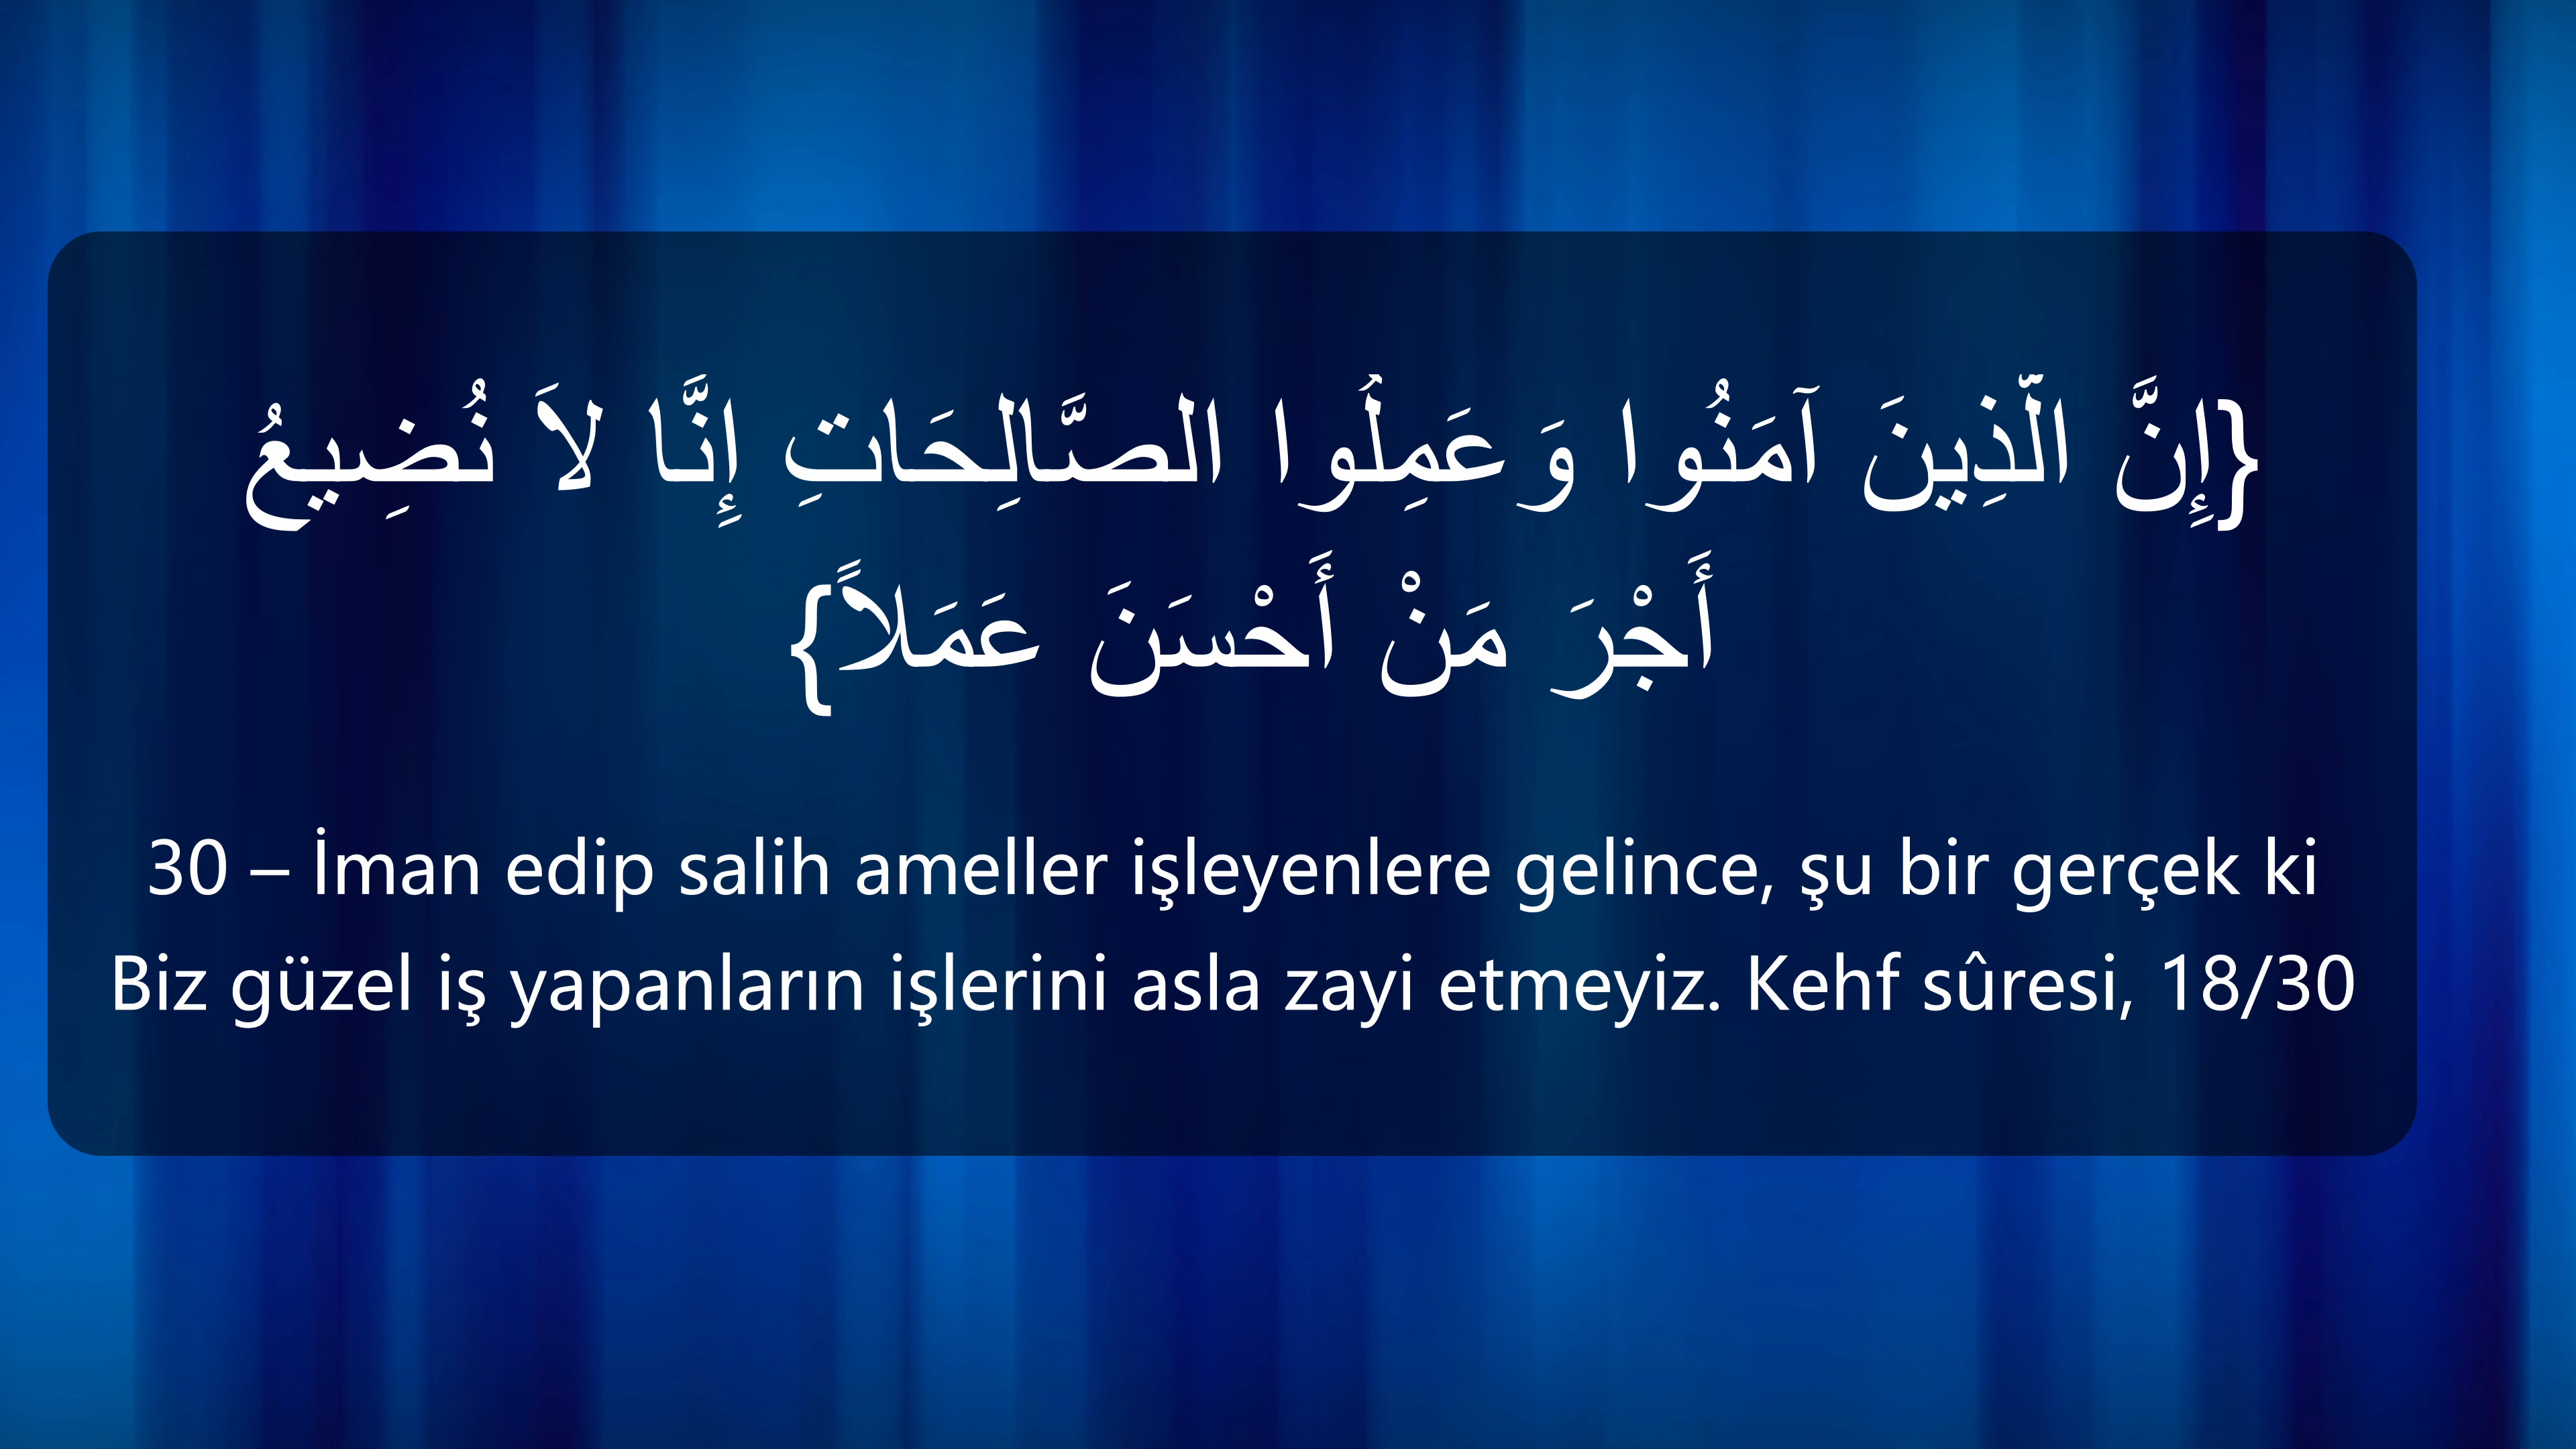 {إِنَّ الَّذِينَ آمَنُوا وَعَمِلُوا الصَّالِحَاتِ إِنَّا لاَ نُضِيعُ
أَجْرَ مَنْ أَحْسَنَ عَمَلاً}
30 – İman edip salih ameller işleyenlere gelince, şu bir gerçek ki
Biz güzel iş yapanların işlerini asla zayi etmeyiz. Kehf sûresi, 18/30